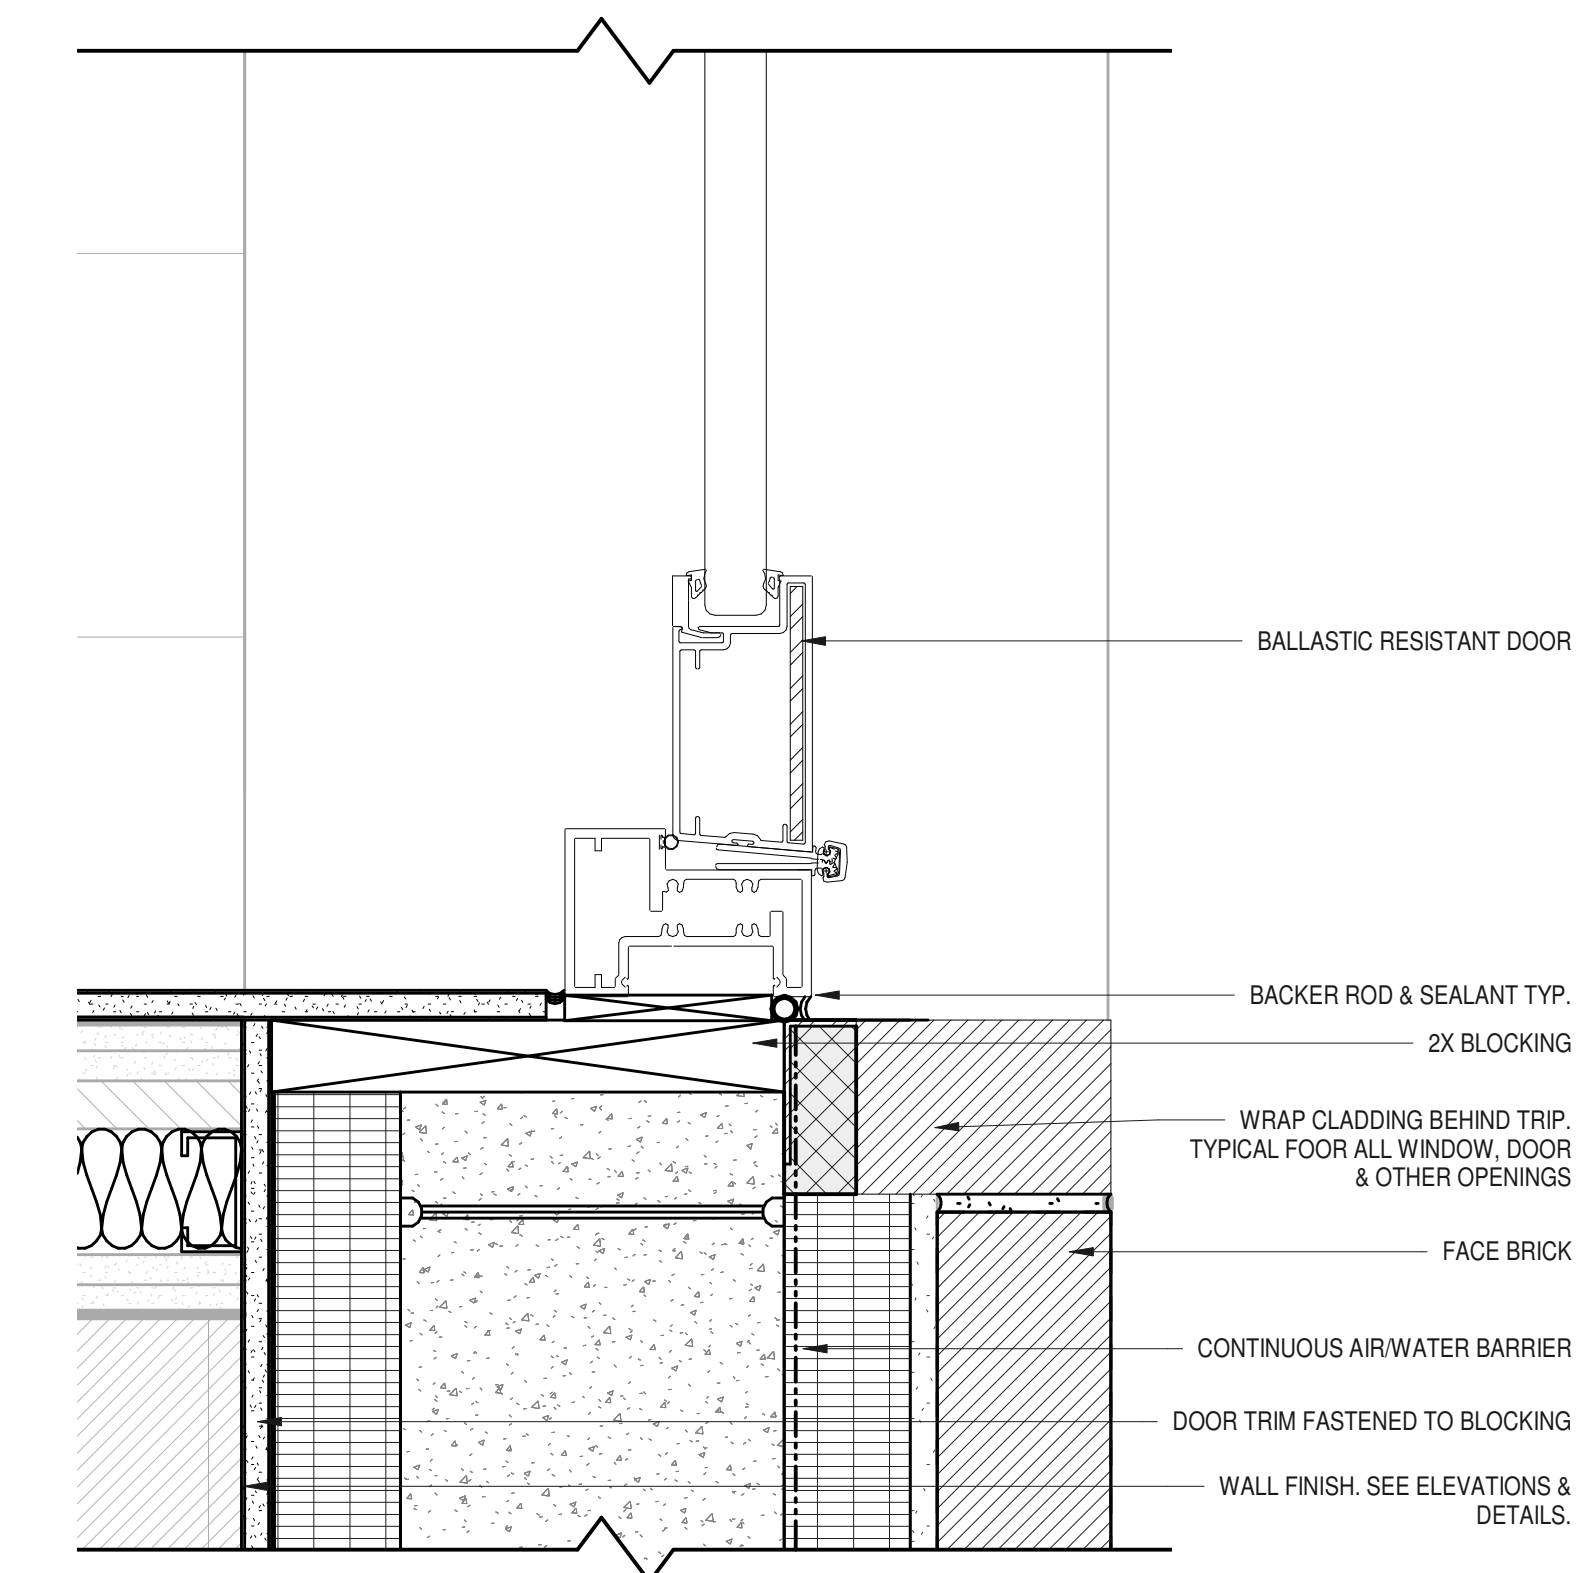 BALLASTIC RESISTANT DOOR
BACKER ROD & SEALANT TYP.
2X BLOCKING
WRAP CLADDING BEHIND TRIP.
TYPICAL FOOR ALL WINDOW, DOOR
& OTHER OPENINGS
FACE BRICK
CONTINUOUS AIR/WATER BARRIER
DOOR TRIM FASTENED TO BLOCKING
WALL FINISH. SEE ELEVATIONS &
DETAILS.